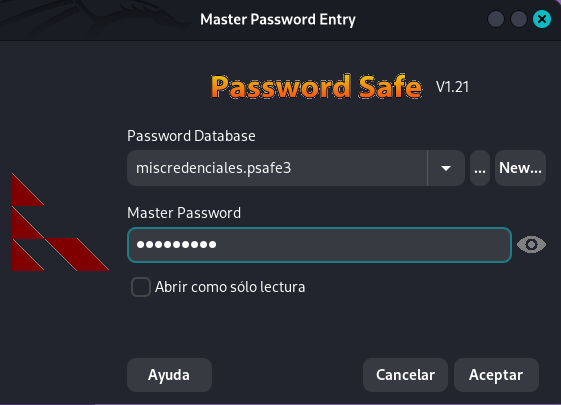 Master Password Entry
Password Safe V1.21
Password Database
miscredenciales.psafe3
... New...
Master Password
•••••••••
Abrir como sólo lectura
Ayuda Cancelar Aceptar